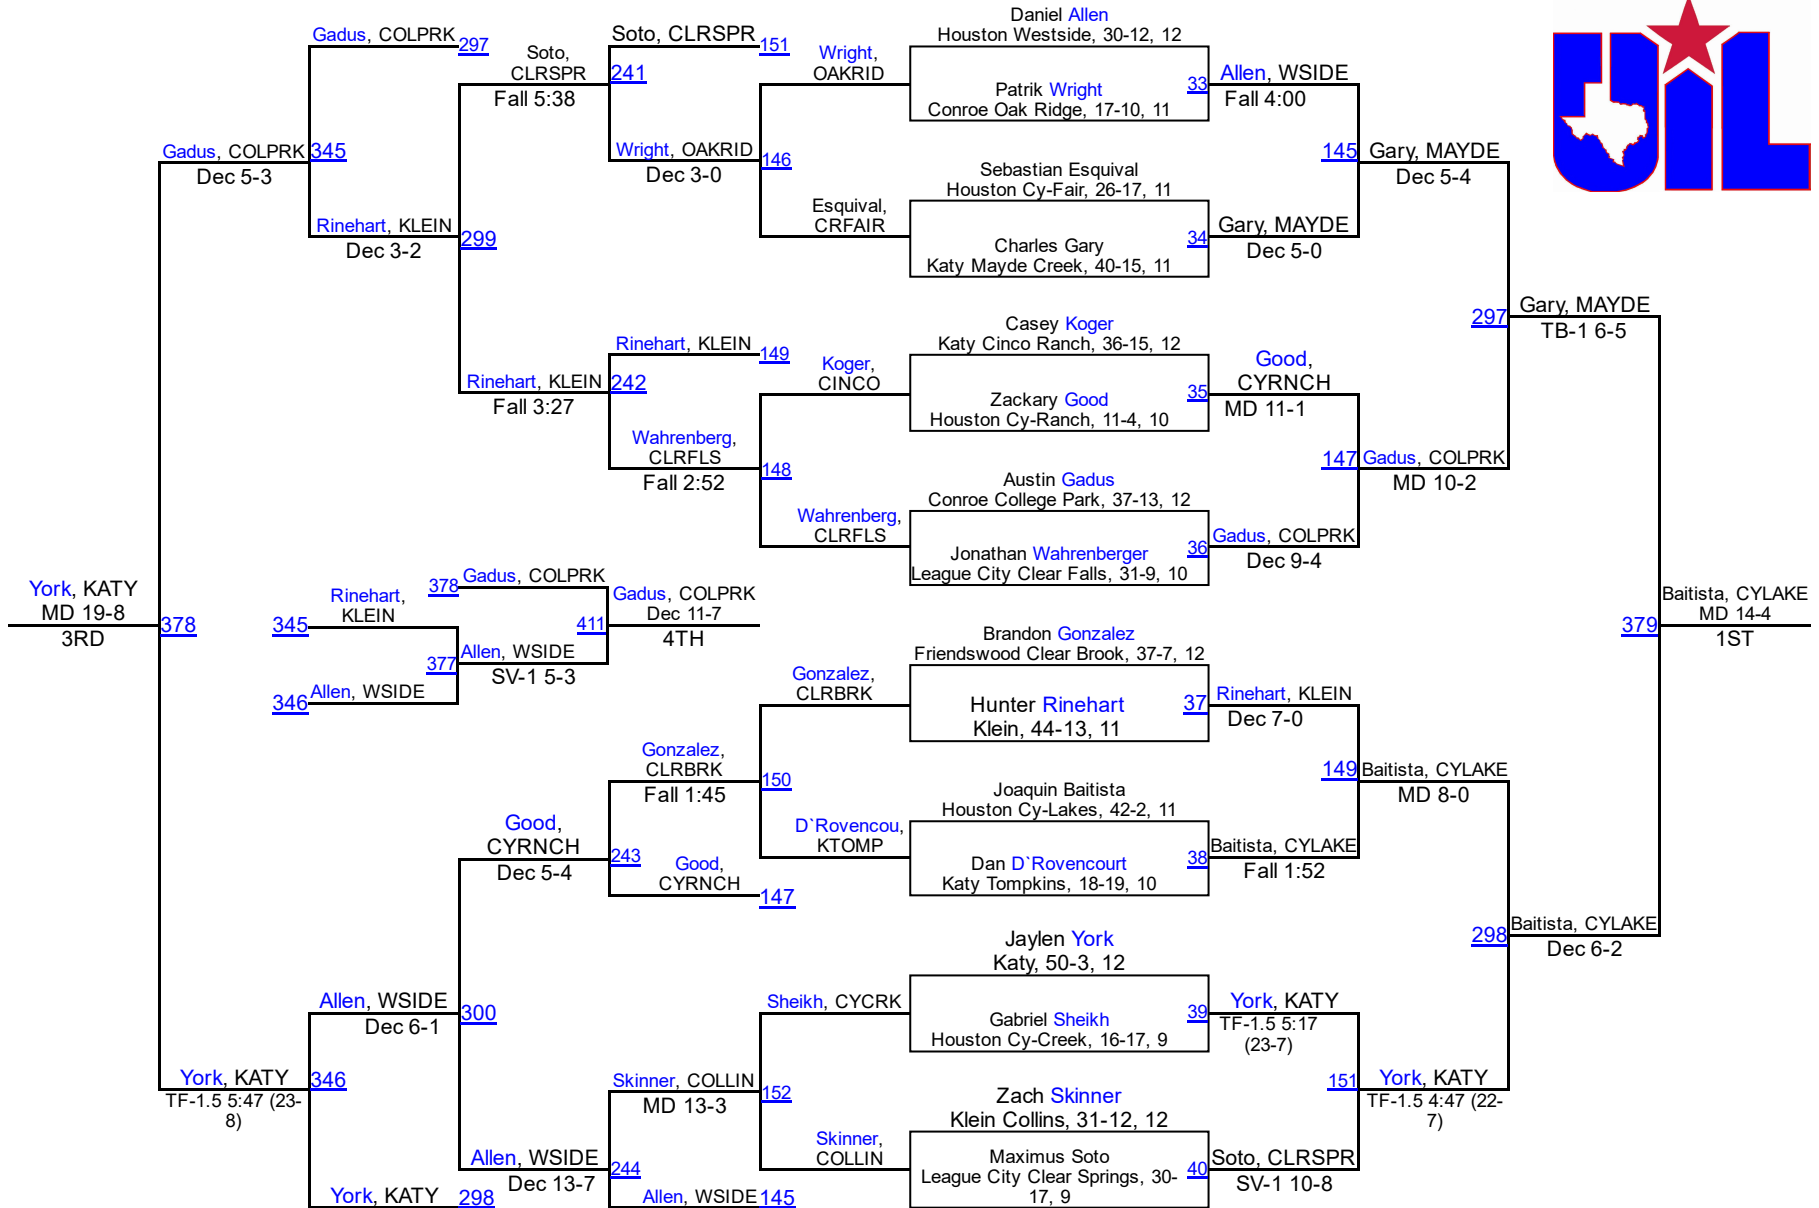 Gadus, COLPRK
297
Soto,
CLRSPR
Fall 5:38
Soto, CLRSPR
151
241
Wright,
OAKRID
Daniel Allen
Houston Westside, 30-12, 12
Patrik Wright
Conroe Oak Ridge, 17-10, 11
33
Allen, WSIDE
Fall 4:00
UIL
Gadus, COLPRK
345
Dec 5-3
Wright, OAKRID
146
Dec 3-0
Sebastian Esquival
Houston Cy-Fair, 26-17, 11
145
Gary, MAYDE
Dec 5-4
Rinehart, KLEIN
299
Dec 3-2
Esquival,
CRFAIR
Charles Gary
Katy Mayde Creek, 40-15, 11
34
Gary, MAYDE
Dec 5-0
297
Gary, MAYDE
TB-1 6-5
Rinehart, KLEIN
149
Rinehart, KLEIN
242
Fall 3:27
Koger,
CINCO
Casey Koger
Katy Cinco Ranch, 36-15, 12
Zackary Good
Houston Cy-Ranch, 11-4, 10
35
Good,
CYRNCH
MD 11-1
Wahrenberg,
CLRFLS
148
Fall 2:52
147
Gadus, COLPRK
MD 10-2
Wahrenberg,
CLRFLS
Austin Gadus
Conroe College Park, 37-13, 12
Jonathan Wahrenberger
League City Clear Falls, 31-9, 10
36
Gadus, COLPRK
Dec 9-4
York, KATY
MD 19-8
3RD
378
345
Rinehart,
KLEIN
378
Gadus, COLPRK
377
Allen, WSIDE
SV-1 5-3
346
Allen, WSIDE
411
Gadus, COLPRK
Dec 11-7
4TH
379
Baitista, CYLAKE
MD 14-4
1ST
Gonzalez,
CLRBRK
Brandon Gonzalez
Friendswood Clear Brook, 37-7, 12
Hunter Rinehart
Klein, 44-13, 11
37
Rinehart, KLEIN
Dec 7-0
Gonzalez,
CLRBRK
150
Fall 1:45
149
Baitista, CYLAKE
MD 8-0
Good,
CYRNCH
243
Dec 5-4
Good,
CYRNCH
147
D`Rovencou,
KTOMP
Joaquin Baitista
Houston Cy-Lakes, 42-2, 11
Dan D`Rovencourt
Katy Tompkins, 18-19, 10
38
Baitista, CYLAKE
Fall 1:52
298
Baitista, CYLAKE
Dec 6-2
Allen, WSIDE
300
Dec 6-1
Sheikh, CYCRK
Jaylen York
Katy, 50-3, 12
Gabriel Sheikh
Houston Cy-Creek, 16-17, 9
39
York, KATY
TF-1.5 5:17
(23-7)
York, KATY
346
TF-1.5 5:47 (23-
8)
Skinner, COLLIN
152
MD 13-3
151
York, KATY
TF-1.5 4:47 (22-
7)
Allen, WSIDE
244
Dec 13-7
Skinner,
COLLIN
Zach Skinner
Klein Collins, 31-12, 12
Maximus Soto
League City Clear Springs, 30-
17, 9
40
Soto, CLRSPR
SV-1 10-8
York, KATY
298
Allen, WSIDE
145